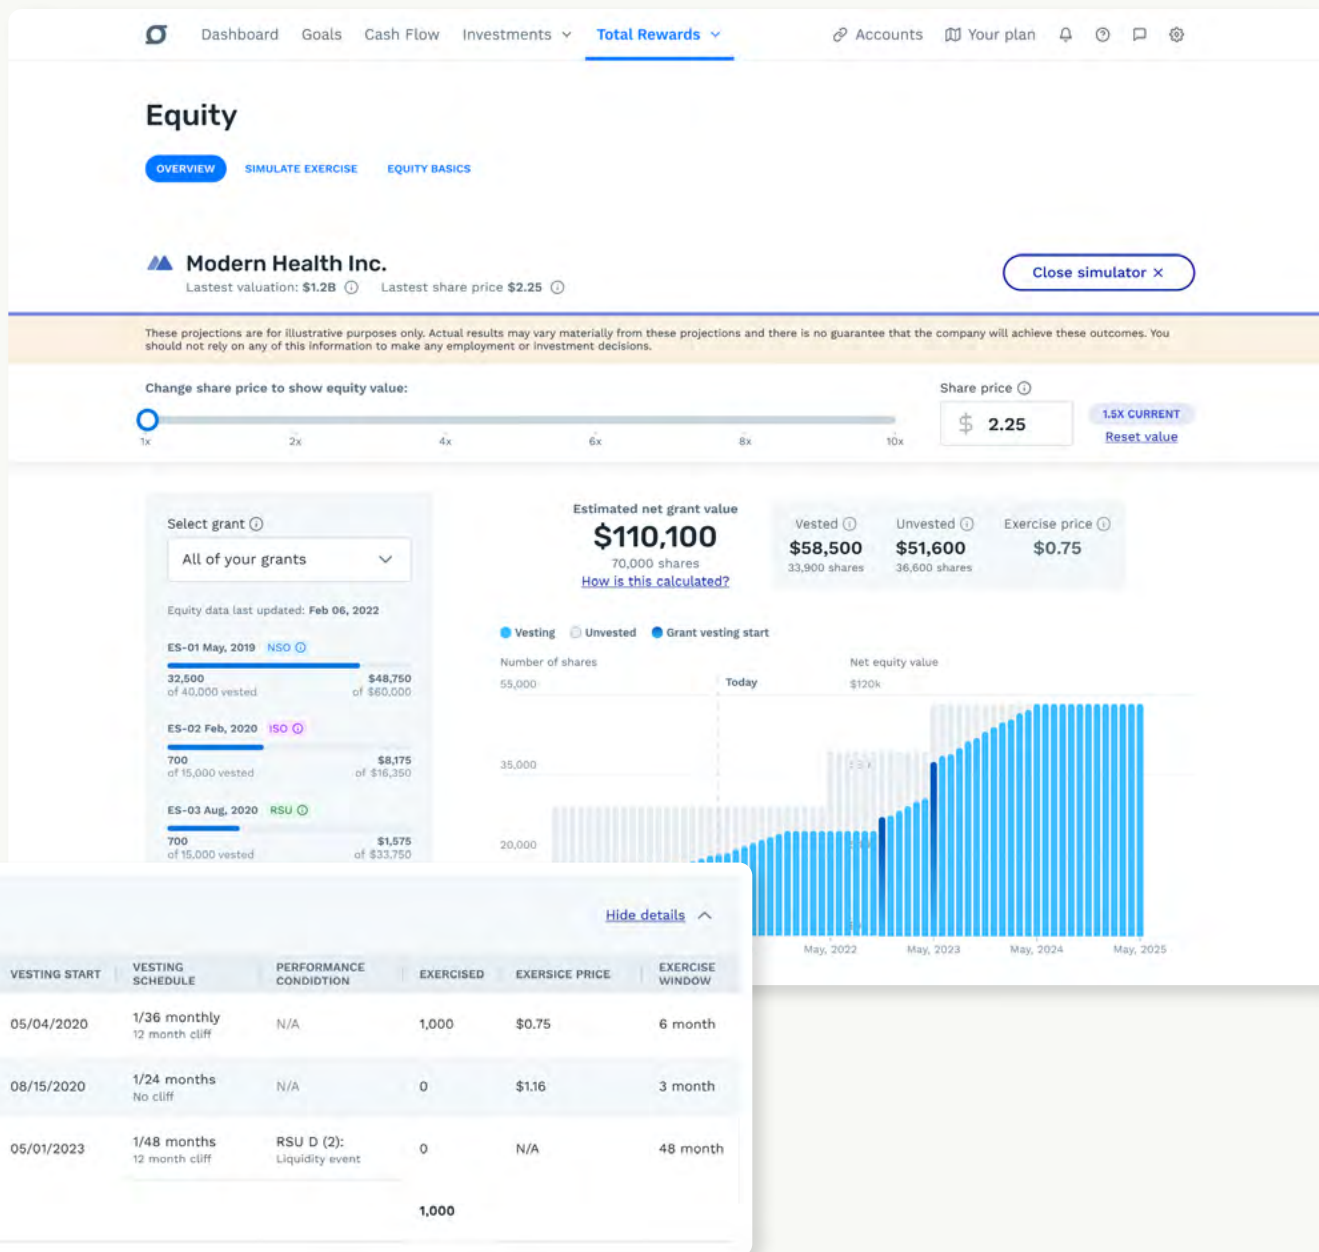 Dashboard Goals Cash Flow Investments Total Rewards Accounts Your plan
Equity
OVERVIEW SIMULATE EXERCISE EQUITY BASICS
Modern Health Inc.
Lastest valuation: $1.2B Lastest share price $2.25
Close simulator ×
These projections are for illustrative purposes only. Actual results may vary materially from these projections and there is no guarantee that the company will achieve these outcomes. You
should not rely on any of this information to make any employment or investment decisions.
Change share price to show equity value:
1x 2x 4x 6x 8x 10x
Share price
$ 2.25
1.5X CURRENT
Reset value
Select grant
All of your grants
Equity data last updated: Feb 06, 2022
ES-01 May, 2019 NSO
32,500 $48,750
of 40,000 vested of $60,000
ES-02 Feb, 2020 ISO
700 $8,175
of 15,000 vested of $16,350
ES-03 Aug, 2020 RSU
700 $1,575
of 15,000 vested of $33,750
Estimated net grant value
$110,100
70,000 shares
How is this calculated?
Vested Unvested Exercise price
$58,500 $51,600 $0.75
33,900 shares 36,600 shares
Vesting Unvested Grant vesting start
Number of shares Net equity value
55,000 Today $120k
35,000
20,000
May, 2022 May, 2023 May, 2024 May, 2025
Hide details
VESTING START VESTING SCHEDULE PERFORMANCE CONDIDTION EXERCISED EXERSICE PRICE EXERCISE WINDOW
05/04/2020 1/36 monthly N/A 1,000 $0.75 6 month
12 month cliff
08/15/2020 1/24 months N/A 0 $1.16 3 month
No cliff
05/01/2023 1/48 months RSU D (2): 0 N/A 48 month
12 month cliff Liquidity event
1,000